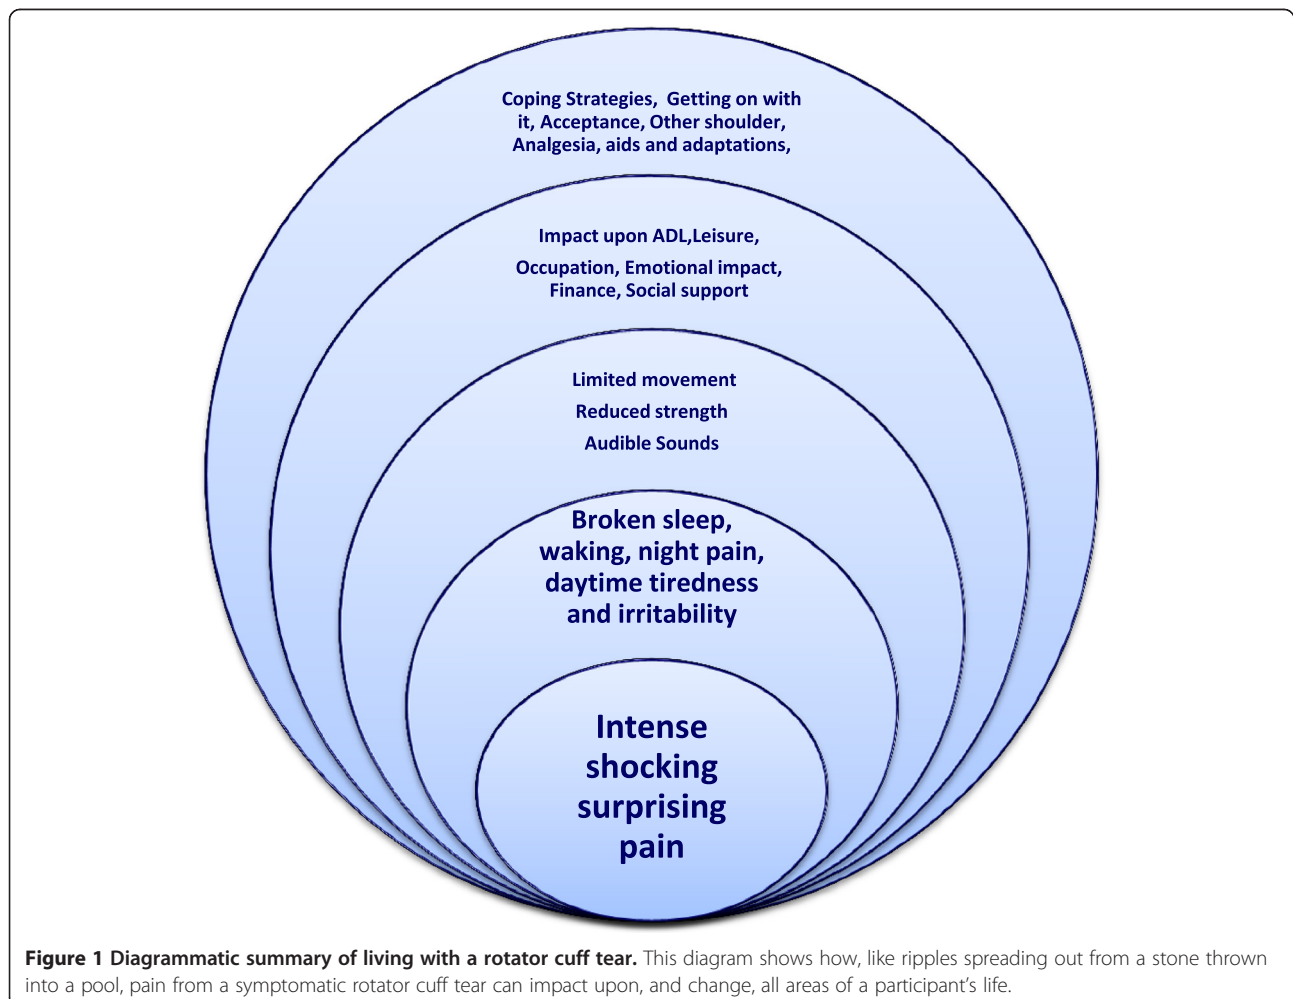 Coping Strategies,  Getting on with
it, Acceptance, Other shoulder,
Analgesia, aids and adaptations,
Impact upon ADL,Leisure,
Occupation, Emotional impact,
Finance, Social support
Limited movement
Reduced strength
Audible Sounds
Broken sleep,
waking, night pain,
daytime tiredness
and irritability
Intense
shocking
surprising
pain
Figure 1 Diagrammatic summary of living with a rotator cuff tear. This diagram shows how, like ripples spreading out from a stone thrown
into a pool, pain from a symptomatic rotator cuff tear can impact upon, and change, all areas of a participant's life.